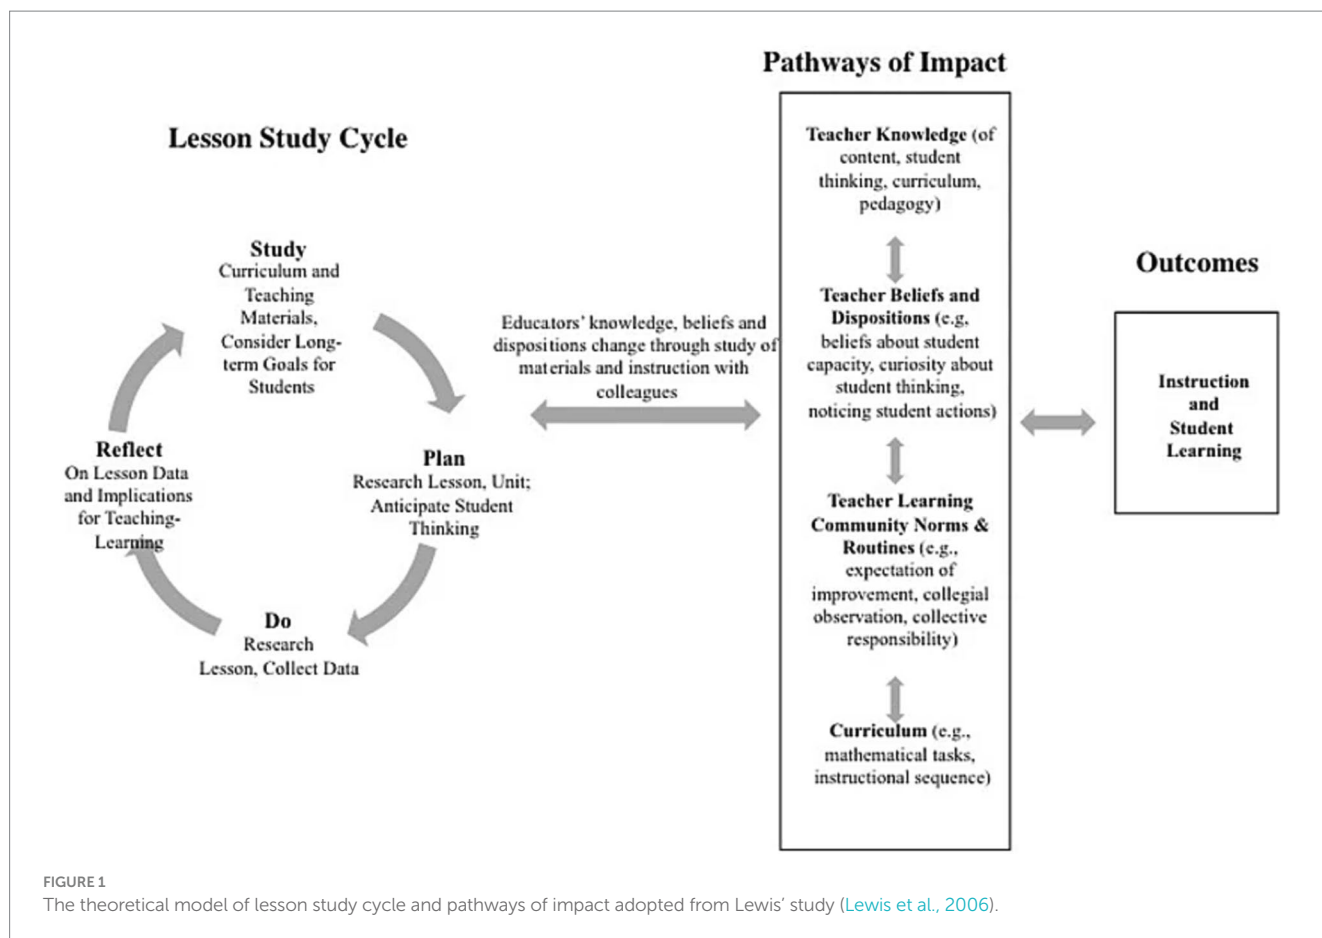 Pathways of Impact
Lesson Study Cycle
Study
Curriculum and
Teaching
Materials,
Consider Long-
term Goals for
Students
Reflect
On Lesson Data
and Implications
for Teaching-
Learning
Plan
Research Lesson, Unit;
Anticipate Student
Thinking
Do
Research
Lesson, Collect Data
Educators’ knowledge, beliefs and
dispositions change through study of
materials and instruction with
colleagues
Teacher Knowledge (of
content, student
thinking, curriculum,
pedagogy)
Teacher Beliefs and
Dispositions (e.g,
beliefs about student
capacity, curiosity about
student thinking,
noticing student actions)
Teacher Learning
Community Norms &
Routines (e.g.,
expectation of
improvement, collegial
observation, collective
responsibility)
Curriculum (e.g.,
mathematical tasks,
instructional sequence)
Outcomes
Instruction
and
Student
Learning
FIGURE 1
The theoretical model of lesson study cycle and pathways of impact adopted from Lewis’ study (Lewis et al., 2006).